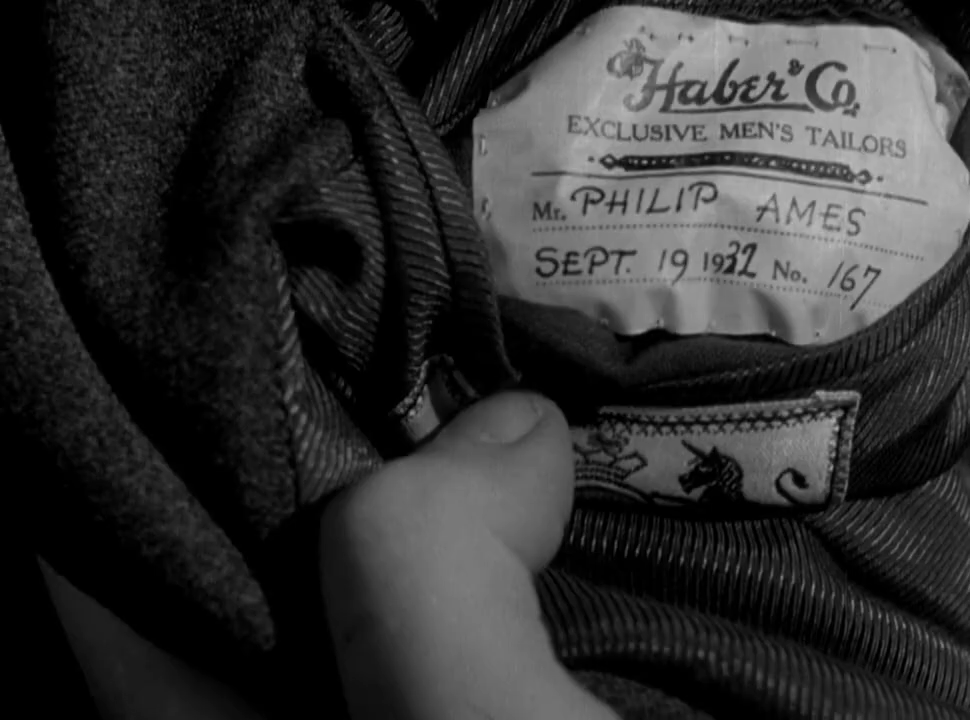 Haber & Co.
EXCLUSIVE MEN'S TAILORS
Mr. PHILIP AMES
SEPT. 19 1932 No. 167